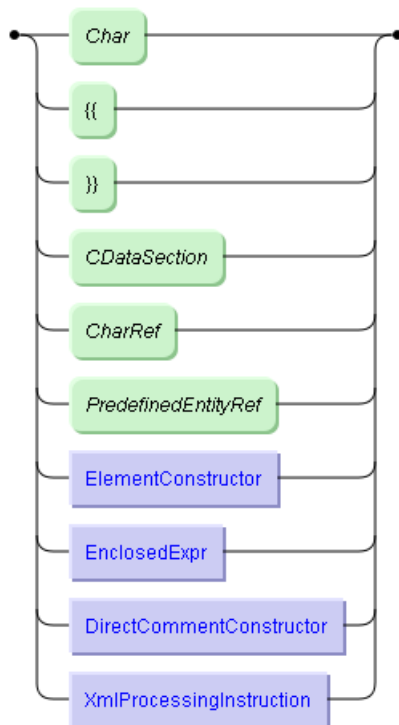 Char
{{
}}
CDataSection
CharRef
PredefinedEntityRef
ElementConstructor
EnclosedExpr
DirectCommentConstructor
XmlProcessingInstruction